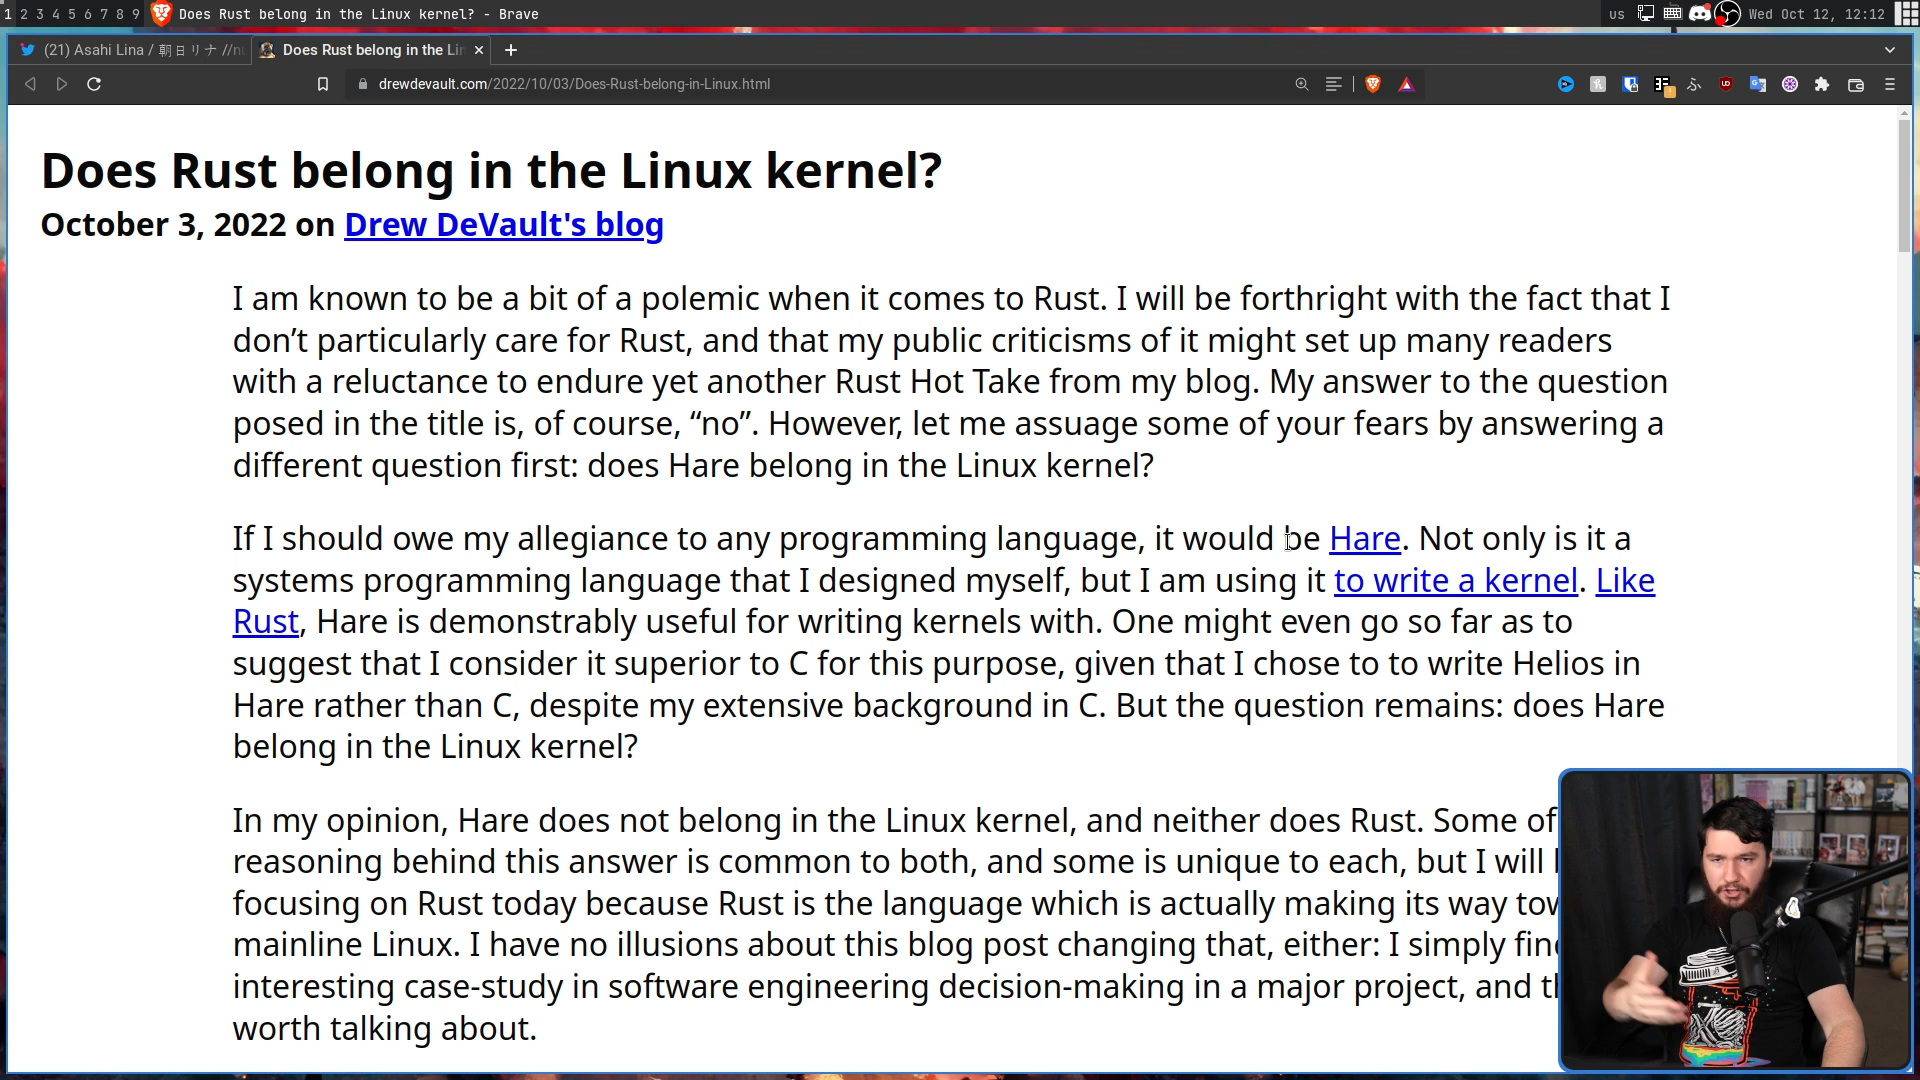 1 2 3 4 5 6 7 8 9 Does Rust belong in the Linux kernel? - Brave us Wed Oct 12, 12:12
(21) Asahi Lina / 朝日リナ //n Does Rust belong in the Lin
drewdevault.com/2022/10/03/Does-Rust-belong-in-Linux.html
Does Rust belong in the Linux kernel?
October 3, 2022 on Drew DeVault's blog
I am known to be a bit of a polemic when it comes to Rust. I will be forthright with the fact that I
don’t particularly care for Rust, and that my public criticisms of it might set up many readers
with a reluctance to endure yet another Rust Hot Take from my blog. My answer to the question
posed in the title is, of course, “no”. However, let me assuage some of your fears by answering a
different question first: does Hare belong in the Linux kernel?
If I should owe my allegiance to any programming language, it would be Hare. Not only is it a
systems programming language that I designed myself, but I am using it to write a kernel. Like
Rust, Hare is demonstrably useful for writing kernels with. One might even go so far as to
suggest that I consider it superior to C for this purpose, given that I chose to to write Helios in
Hare rather than C, despite my extensive background in C. But the question remains: does Hare
belong in the Linux kernel?
In my opinion, Hare does not belong in the Linux kernel, and neither does Rust. Some of
reasoning behind this answer is common to both, and some is unique to each, but I will
focusing on Rust today because Rust is the language which is actually making its way tow
mainline Linux. I have no illusions about this blog post changing that, either: I simply find
interesting case-study in software engineering decision-making in a major project, and th
worth talking about.